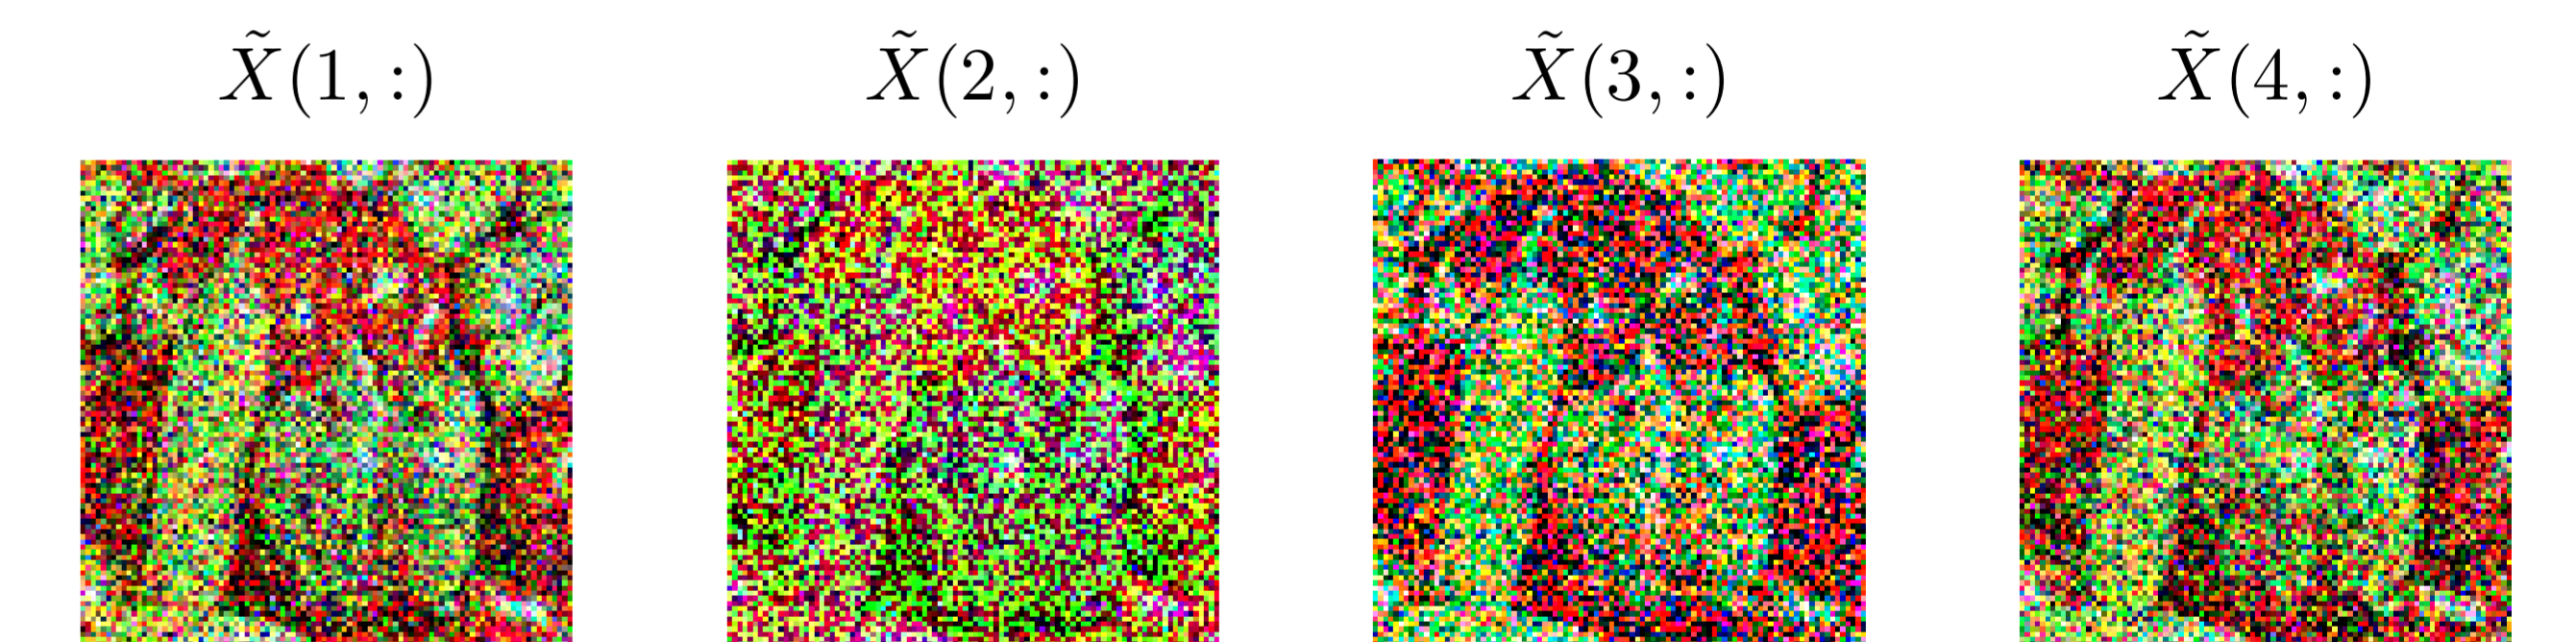 X̃(1, :) X̃(2, :) X̃(3, :) X̃(4, :)